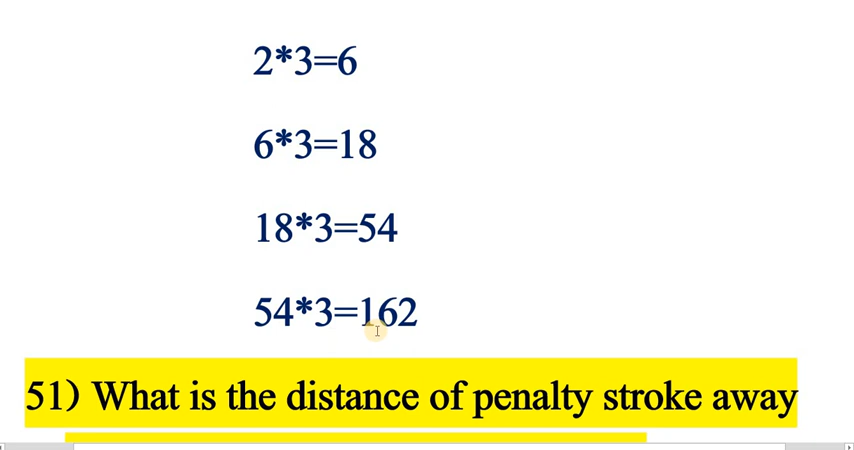 2*3=6
6*3=18
18*3=54
54*3=162
51) What is the distance of penalty stroke away